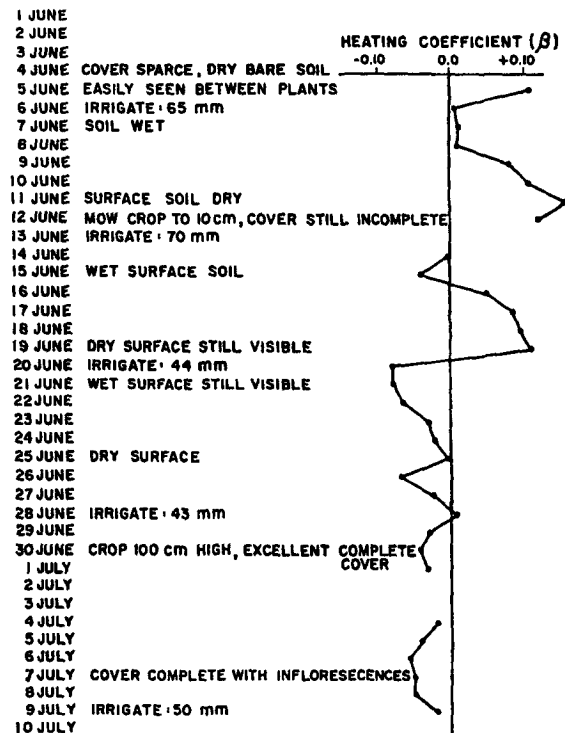 1 JUNE
2 JUNE
3 JUNE
HEATING COEFFICIENT (β)
-0.10 0.0 +0.10
4 JUNE COVER SPARCE, DRY BARE SOIL
5 JUNE EASILY SEEN BETWEEN PLANTS
6 JUNE IRRIGATE: 65 mm
7 JUNE SOIL WET
8 JUNE
9 JUNE
10 JUNE
11 JUNE SURFACE SOIL DRY
12 JUNE MOW CROP TO 10cm, COVER STILL INCOMPLETE
13 JUNE IRRIGATE: 70 mm
14 JUNE
15 JUNE WET SURFACE SOIL
16 JUNE
17 JUNE
18 JUNE
19 JUNE DRY SURFACE STILL VISIBLE
20 JUNE IRRIGATE: 44 mm
21 JUNE WET SURFACE STILL VISIBLE
22 JUNE
23 JUNE
24 JUNE
25 JUNE DRY SURFACE
26 JUNE
27 JUNE
28 JUNE IRRIGATE: 43 mm
29 JUNE
30 JUNE CROP 100 cm HIGH, EXCELLENT COMPLETE
1 JULY COVER
2 JULY
3 JULY
4 JULY
5 JULY
6 JULY
7 JULY COVER COMPLETE WITH INFLORESECENCES
8 JULY
9 JULY IRRIGATE: 50 mm
10 JULY